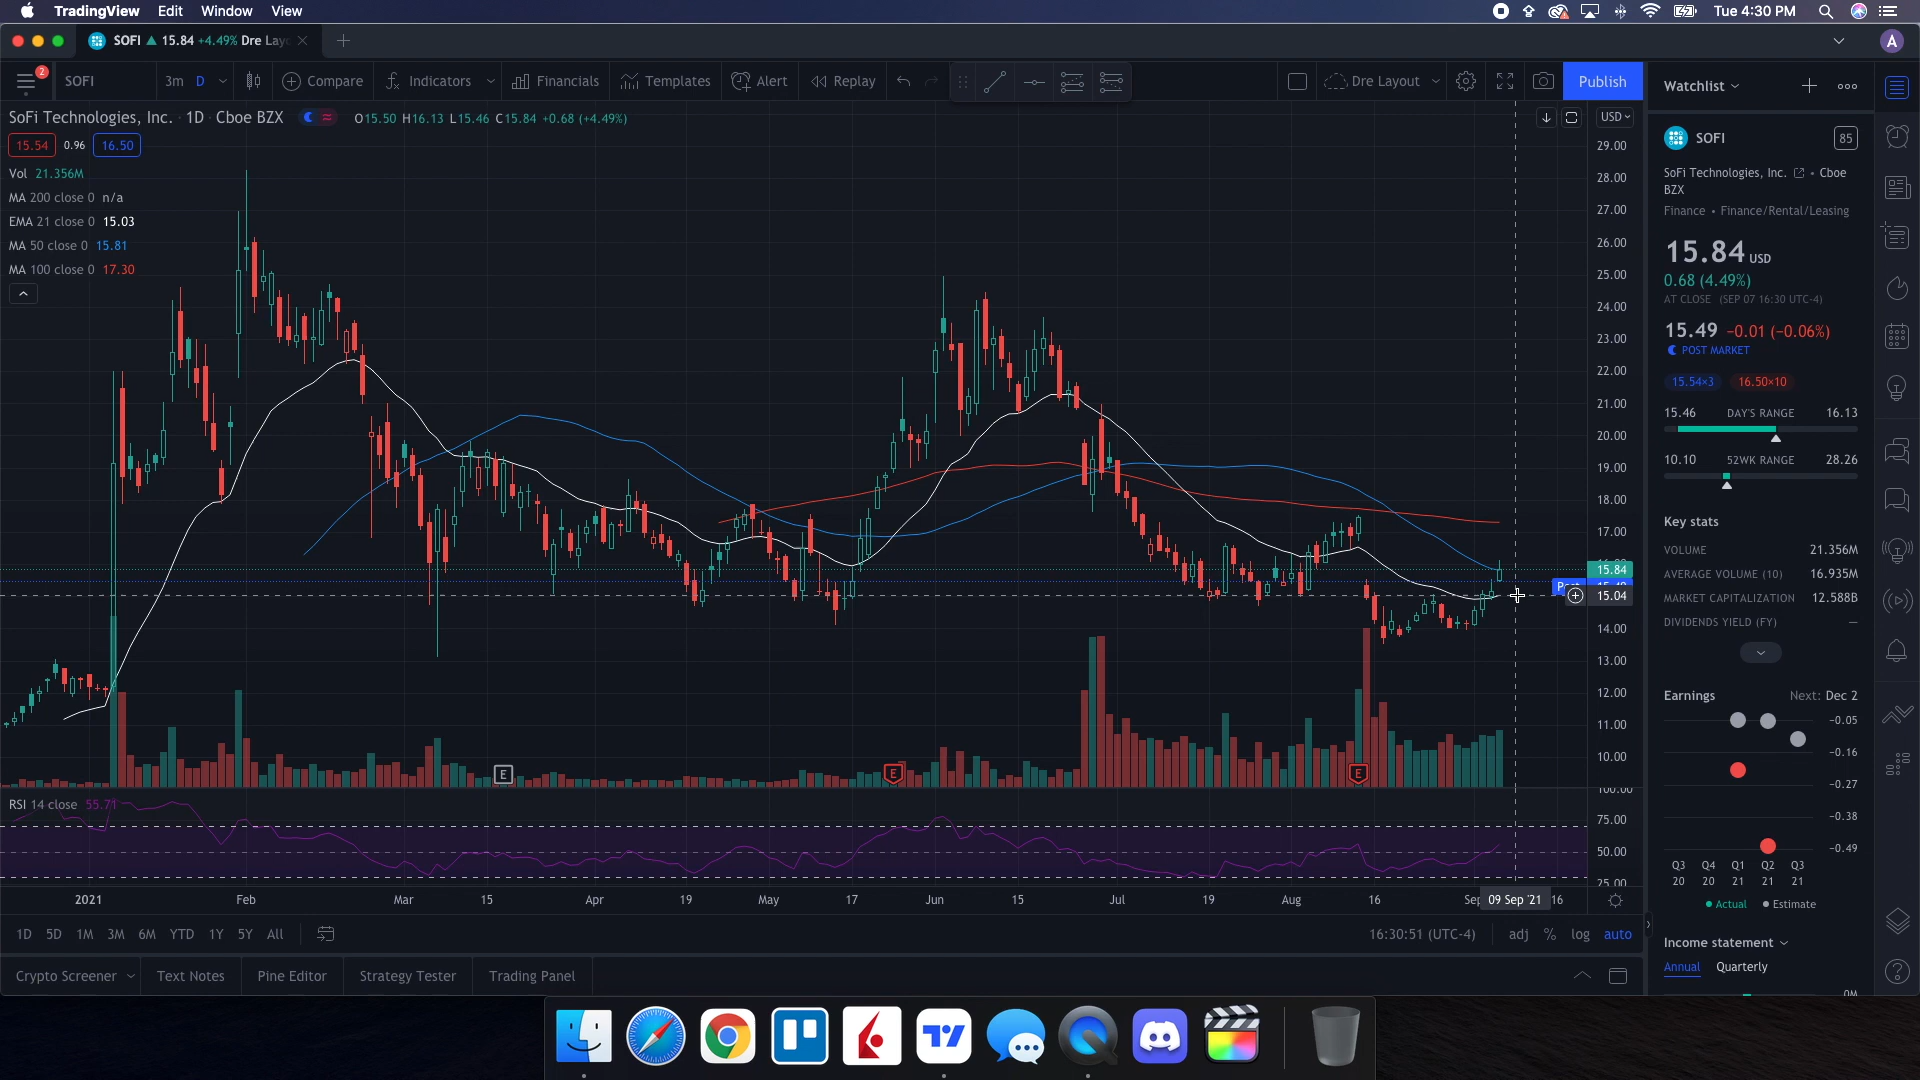 TradingView Edit Window View
Tue 4:30 PM
SOFI ▲ 15.84 +4.49% Dre Lay
A
2
SOFI 3m D Compare Indicators Financials Templates Alert Replay Dre Layout Publish
SoFi Technologies, Inc. · 1D · Cboe BZX O15.50 H16.13 L15.46 C15.84 +0.68 (+4.49%)
USD
15.54 0.96 16.50
Vol 21.356M
MA 200 close 0 n/a
EMA 21 close 0 15.03
MA 50 close 0 15.81
MA 100 close 0 17.30
29.00
28.00
27.00
26.00
25.00
24.00
23.00
22.00
21.00
20.00
19.00
18.00
17.00
15.84
15.04
14.00
13.00
12.00
11.00
10.00
E
E
E
RSI 14 close 55.71
100.00
75.00
50.00
25.00
2021 Feb Mar 15 Apr 19 May 17 Jun 15 Jul 19 Aug 16 Sep 09 Sep '21 16
1D 5D 1M 3M 6M YTD 1Y 5Y All
16:30:51 (UTC-4) adj % log auto
Crypto Screener Text Notes Pine Editor Strategy Tester Trading Panel
Watchlist
SOFI
85
SoFi Technologies, Inc. • Cboe
BZX
Finance • Finance/Rental/Leasing
15.84 USD
0.68 (4.49%)
AT CLOSE (SEP 07 16:30 UTC-4)
15.49 -0.01 (-0.06%)
POST MARKET
15.54×3 16.50×10
15.46 DAY'S RANGE 16.13
10.10 52WK RANGE 28.26
Key stats
VOLUME 21.356M
AVERAGE VOLUME (10) 16.935M
MARKET CAPITALIZATION 12.588B
DIVIDENDS YIELD (FY) —
Earnings Next: Dec 2
-0.05
-0.16
-0.27
-0.38
-0.49
Q3 Q4 Q1 Q2 Q3
20 20 21 21 21
• Actual • Estimate
Income statement
Annual Quarterly
0M